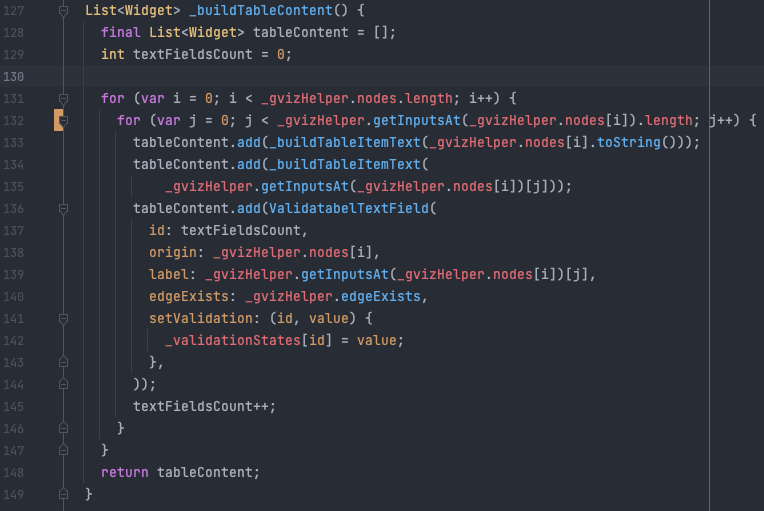 127 List<Widget> _buildTableContent() {
128   final List<Widget> tableContent = [];
129   int textFieldsCount = 0;
130
131   for (var i = 0; i < _gvizHelper.nodes.length; i++) {
132     for (var j = 0; j < _gvizHelper.getInputsAt(_gvizHelper.nodes[i]).length; j++) {
133       tableContent.add(_buildTableItemText(_gvizHelper.nodes[i].toString()));
134       tableContent.add(_buildTableItemText(
135           _gvizHelper.getInputsAt(_gvizHelper.nodes[i])[j]));
136       tableContent.add(ValidatabelTextField(
137         id: textFieldsCount,
138         origin: _gvizHelper.nodes[i],
139         label: _gvizHelper.getInputsAt(_gvizHelper.nodes[i])[j],
140         edgeExists: _gvizHelper.edgeExists,
141         setValidation: (id, value) {
142           _validationStates[id] = value;
143         },
144       ));
145       textFieldsCount++;
146     }
147   }
148   return tableContent;
149 }